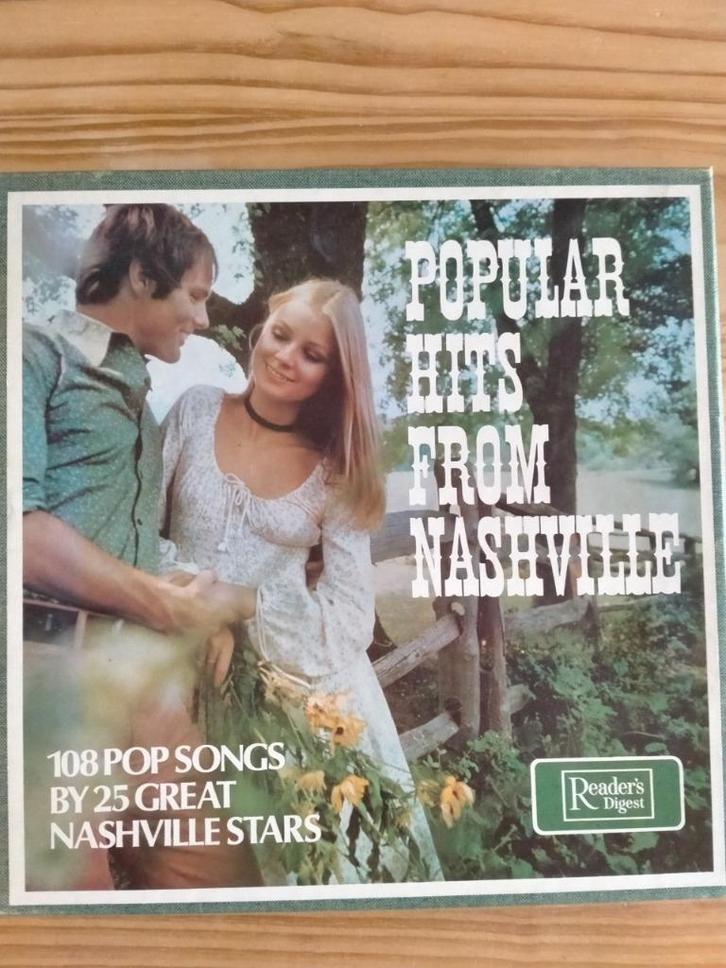 POPULAR
HITS
FROM
NASHVILLE
108 POP SONGS
BY 25 GREAT
NASHVILLE STARS
Reader's
Digest